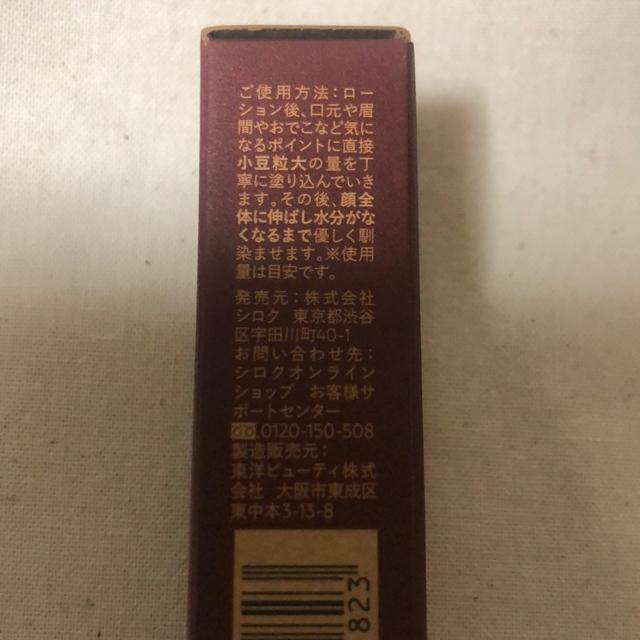 ご使用方法：ロー
ション後、口元や眉
間やおでこなど気に
なるポイントに直接
小豆粒大の量を丁
寧に塗り込んでいき
ます。その後、顔全
体に伸ばし水分がな
くなるまで優しく馴
染ませます。※使用
量は目安です。
発売元：株式会社
シロク 東京都渋谷
区宇田川町40-1
お問い合わせ先：
シロクオンライン
ショップ お客様サ
ポートセンター
0120-150-508
製造販売元：
東洋ビューティ株式
会社 大阪市東成区
東中本3-13-8
823